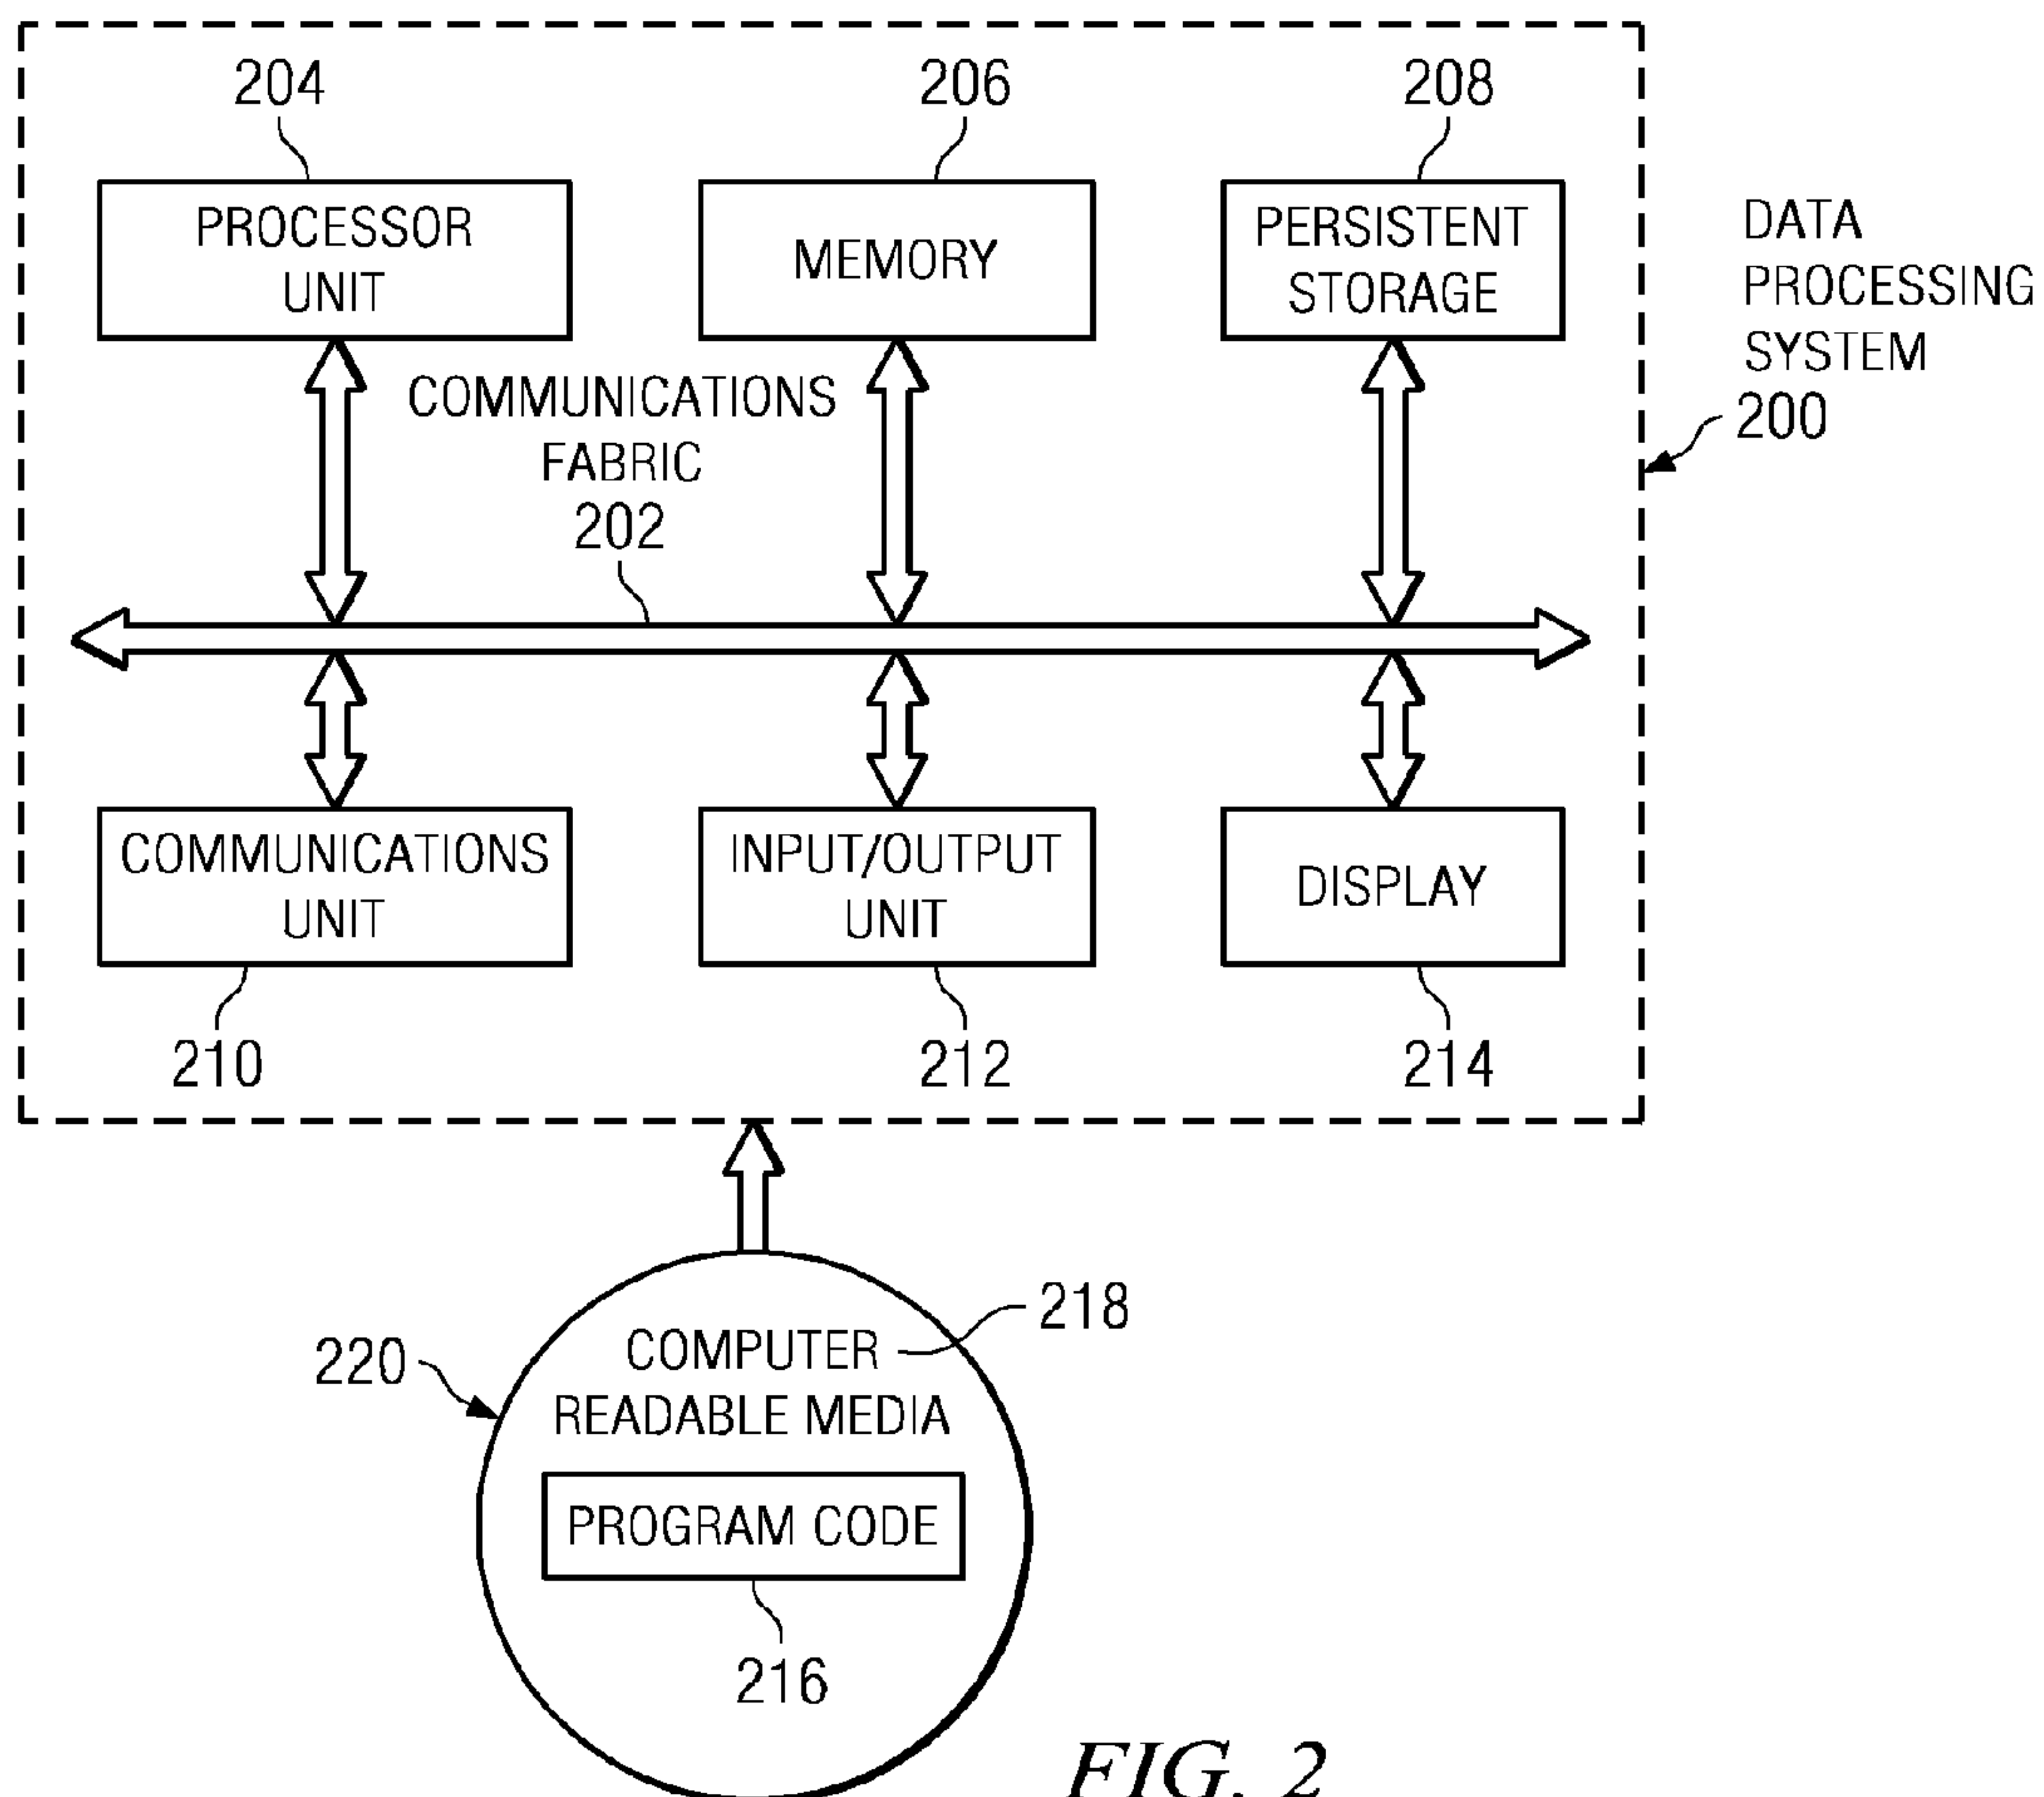 204
206
208
PROCESSOR
UNIT
MEMORY
PERSISTENT
STORAGE
DATA
PROCESSING
SYSTEM
200
COMMUNICATIONS
FABRIC
202
COMMUNICATIONS
UNIT
INPUT/OUTPUT
UNIT
DISPLAY
210
212
214
218
220
COMPUTER
READABLE MEDIA
PROGRAM CODE
216
FIG. 2